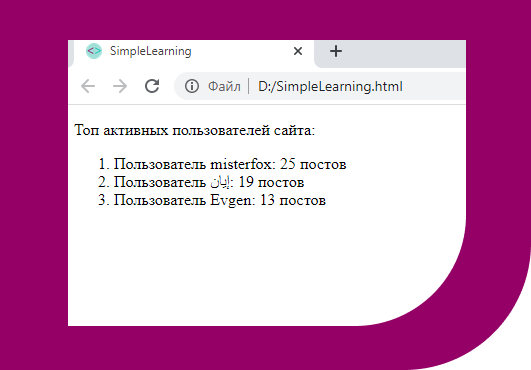 SimpleLearning
Файл | D:/SimpleLearning.html
Топ активных пользователей сайта:
1. Пользователь misterfox: 25 постов
2. Пользователь إيان: 19 постов
3. Пользователь Evgen: 13 постов